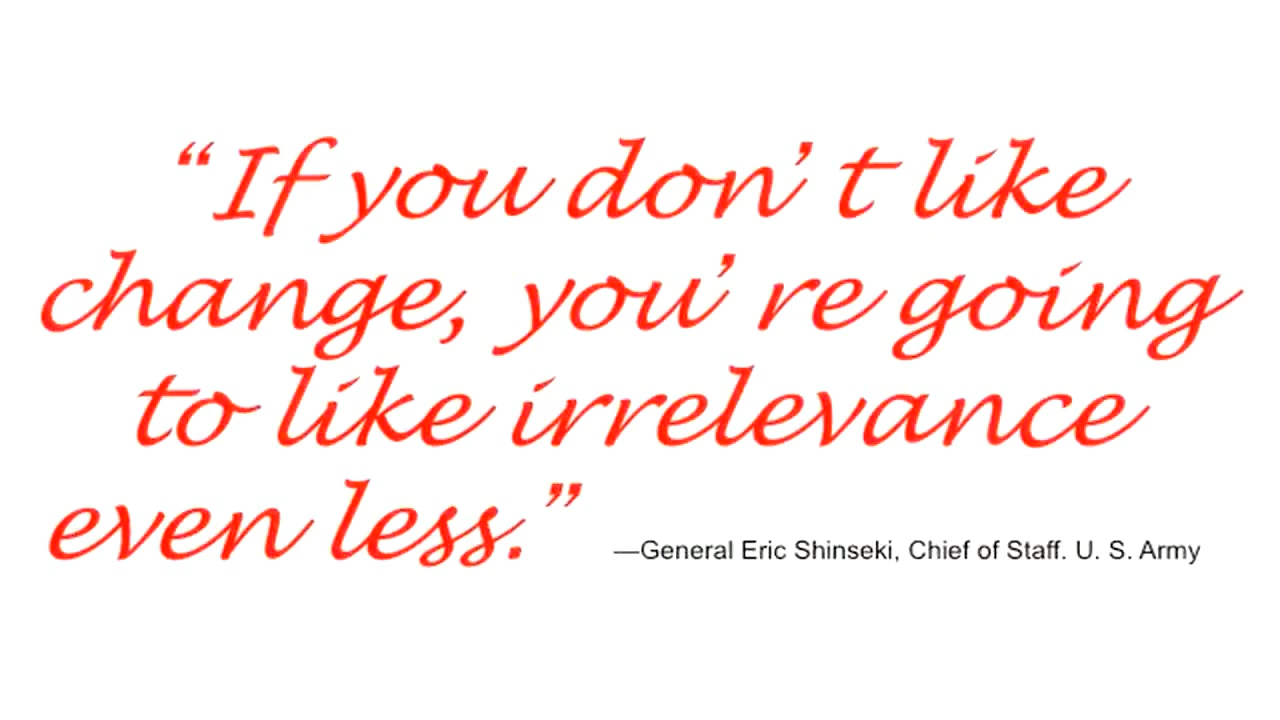 “If you don’t like
change, you’re going
to like irrelevance
even less.” —General Eric Shinseki, Chief of Staff. U. S. Army